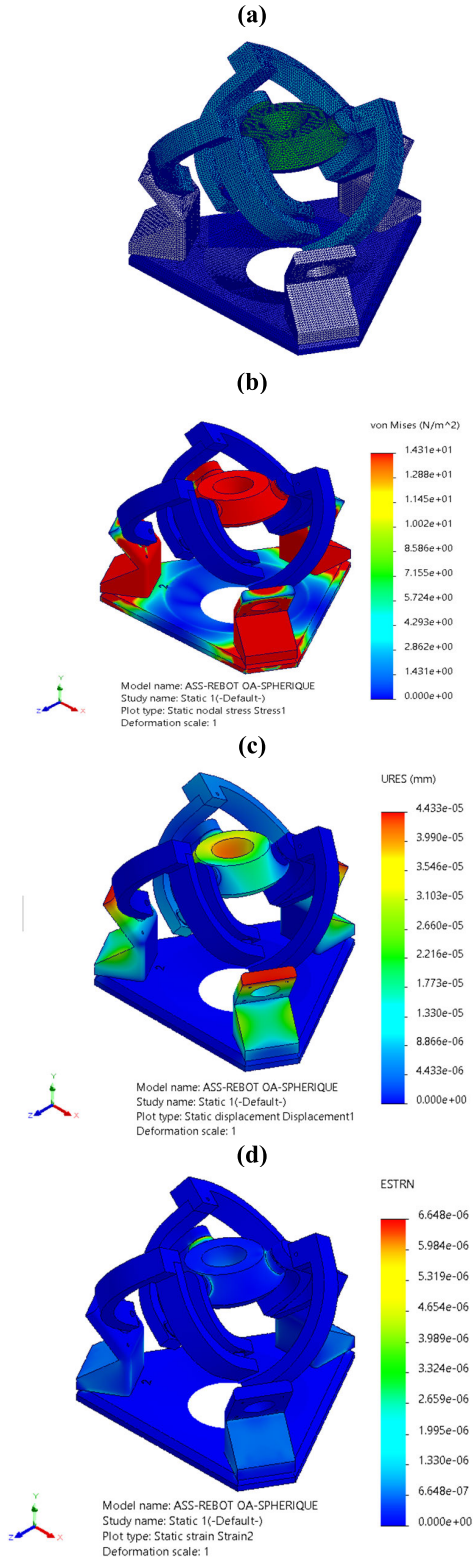 (a)
(b)
von Mises (N/m^2)
1.431e+01
1.288e+01
1.145e+01
1.002e+01
8.586e+00
7.155e+00
5.724e+00
4.293e+00
2.862e+00
1.431e+00
0.000e+00
2
Y
Z
X
Model name: ASS-REBOT OA-SPHERIQUE
Study name: Static 1(-Default-)
Plot type: Static nodal stress Stress1
Deformation scale: 1
(c)
URES (mm)
4.433e-05
3.990e-05
3.546e-05
3.103e-05
2.660e-05
2.216e-05
1.773e-05
1.330e-05
8.866e-06
4.433e-06
0.000e+00
2
Y
Z
X
Model name: ASS-REBOT OA-SPHERIQUE
Study name: Static 1(-Default-)
Plot type: Static displacement Displacement1
Deformation scale: 1
(d)
ESTRN
6.648e-06
5.984e-06
5.319e-06
4.654e-06
3.989e-06
3.324e-06
2.659e-06
1.995e-06
1.330e-06
6.648e-07
0.000e+00
2
Y
Z
X
Model name: ASS-REBOT OA-SPHERIQUE
Study name: Static 1(-Default-)
Plot type: Static strain Strain2
Deformation scale: 1